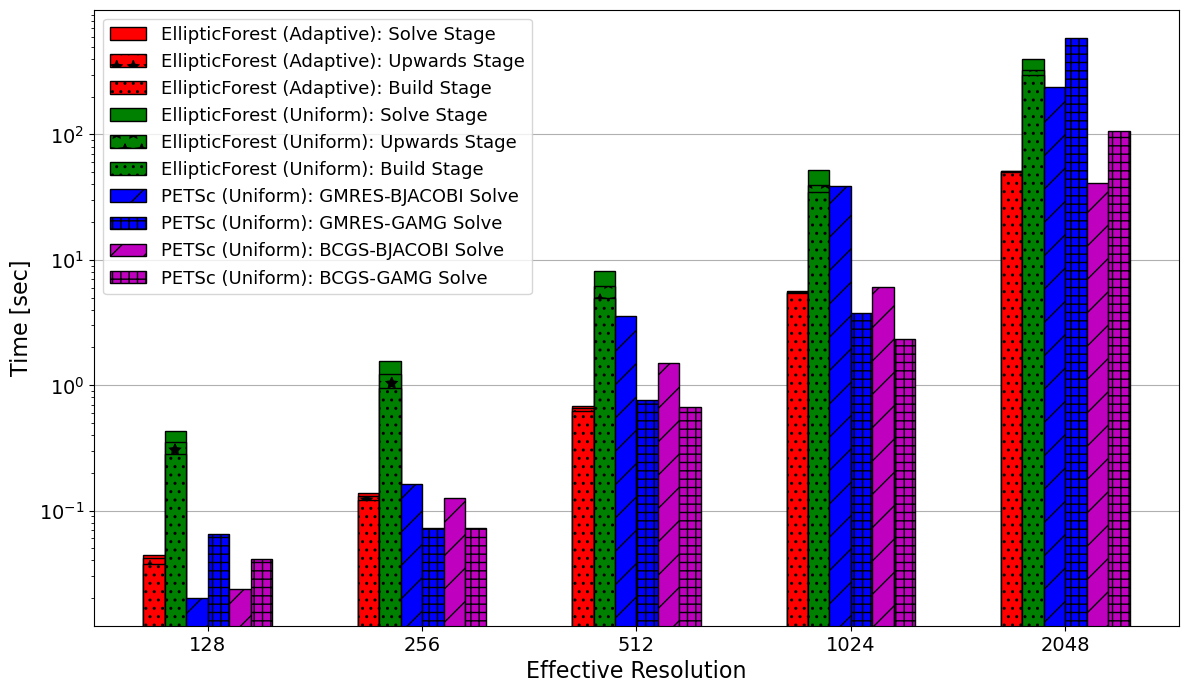 EllipticForest (Adaptive): Solve Stage
EllipticForest (Adaptive): Upwards Stage
EllipticForest (Adaptive): Build Stage
EllipticForest (Uniform): Solve Stage
EllipticForest (Uniform): Upwards Stage
EllipticForest (Uniform): Build Stage
PETSc (Uniform): GMRES-BJACOBI Solve
PETSc (Uniform): GMRES-GAMG Solve
PETSc (Uniform): BCGS-BJACOBI Solve
PETSc (Uniform): BCGS-GAMG Solve
Time [sec]
10²
10¹
10⁰
10⁻¹
128 256 512 1024 2048
Effective Resolution